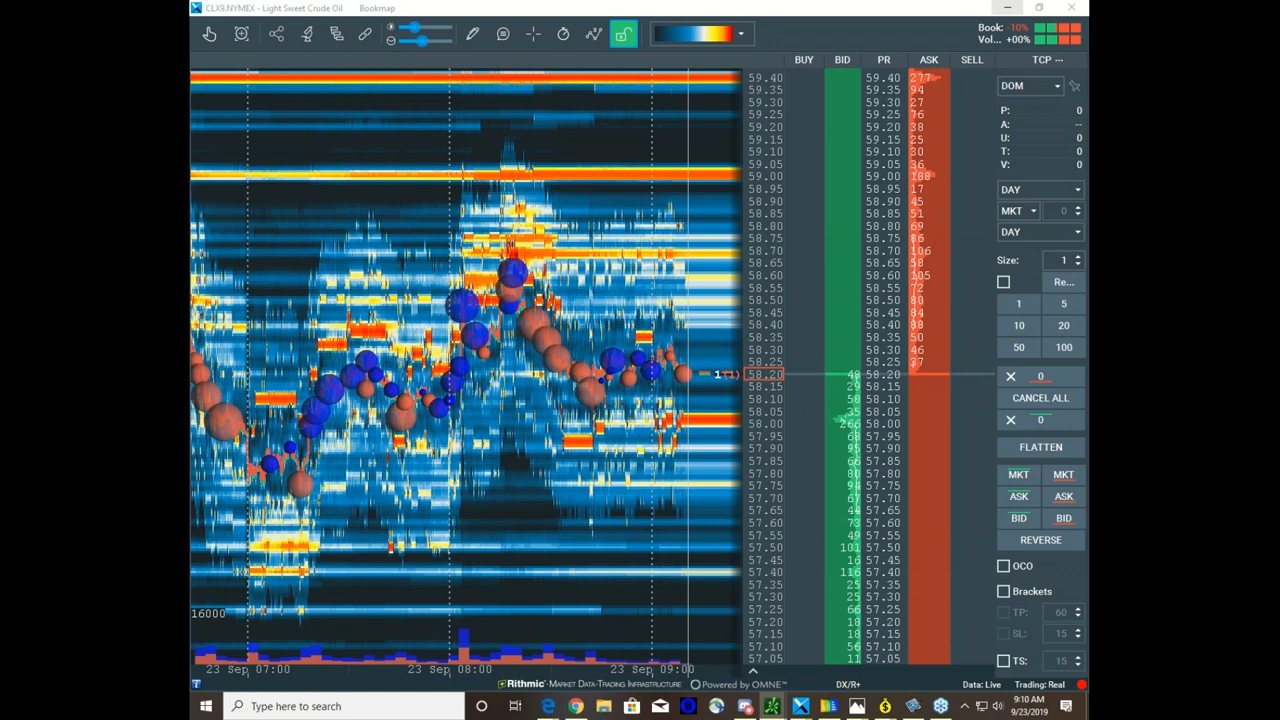 CLX9.NYMEX - Light Sweet Crude Oil Bookmap
Book: -10%
Vol... +00%
BUY BID PR ASK SELL TCP ...
59.40 59.40 277 DOM
59.35 59.35 94
59.30 59.30 27 P: 0
59.25 59.25 76 A: --
59.20 59.20 38 U: 0
59.15 59.15 25 T: 0
59.10 59.10 30 V: 0
59.05 59.05 36
59.00 59.00 188
58.95 58.95 17 DAY
58.90 58.90 45
58.85 58.85 51 MKT 0
58.80 58.80 69 DAY
58.75 58.75 86
58.70 58.70 106
58.65 58.65 58 Size: 1
58.60 58.60 105
58.55 58.55 72 Re...
58.50 58.50 80 1 5
58.45 58.45 84
58.40 58.40 88 10 20
58.35 58.35 50
58.30 58.30 46 50 100
58.25 58.25 37
1 (1) 58.20 48 58.20 0
58.15 29 58.15
58.10 50 58.10 CANCEL ALL
58.05 35 58.05
58.00 266 58.00 0
57.95 68 57.95
57.90 95 57.90 FLATTEN
57.85 66 57.85
57.80 80 57.80 MKT MKT
57.75 94 57.75
57.70 67 57.70 ASK ASK
57.65 44 57.65
57.60 73 57.60 BID BID
57.55 49 57.55
57.50 101 57.50 REVERSE
57.45 16 57.45
57.40 116 57.40 OCO
57.35 25 57.35
57.30 25 57.30 Brackets
16000 57.25 66 57.25 TP: 60
57.20 18 57.20
57.15 18 57.15 SL: 15
57.10 56 57.10
57.05 11 57.05 TS: 15
23 Sep 07:00 23 Sep 08:00 23 Sep 09:00
Rithmic-MARKET DATA-TRADING INFRASTRUCTURE Powered by OMNE™ DX/R+ Data: Live Trading: Real
Type here to search 9:10 AM
9/23/2019